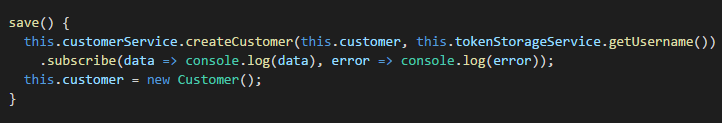 save() {
this.customerService.createCustomer(this.customer, this.tokenStorageService.getUsername())
.subscribe(data => console.log(data), error => console.log(error));
this.customer = new Customer();
}